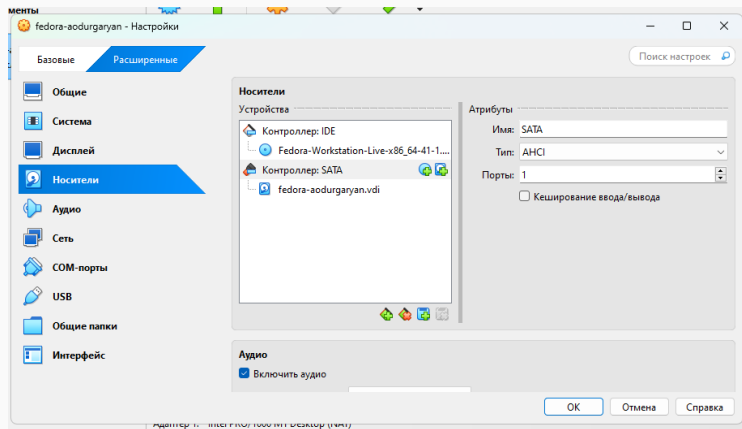 менты
fedora-aodurgaryan - Настройки
Базовые Расширенные Поиск настроек
Общие
Система
Дисплей
Носители
Аудио
Сеть
COM-порты
USB
Общие папки
Интерфейс
Носители
Устройства
Контроллер: IDE
Fedora-Workstation-Live-x86_64-41-1....
Контроллер: SATA
fedora-aodurgaryan.vdi
Атрибуты
Имя: SATA
Тип: AHCI
Порты: 1
Кеширование ввода/вывода
Аудио
Включить аудио
OK Отмена Справка
Адаптер 1: Intel PRO/1000 MT Desktop (NAT)